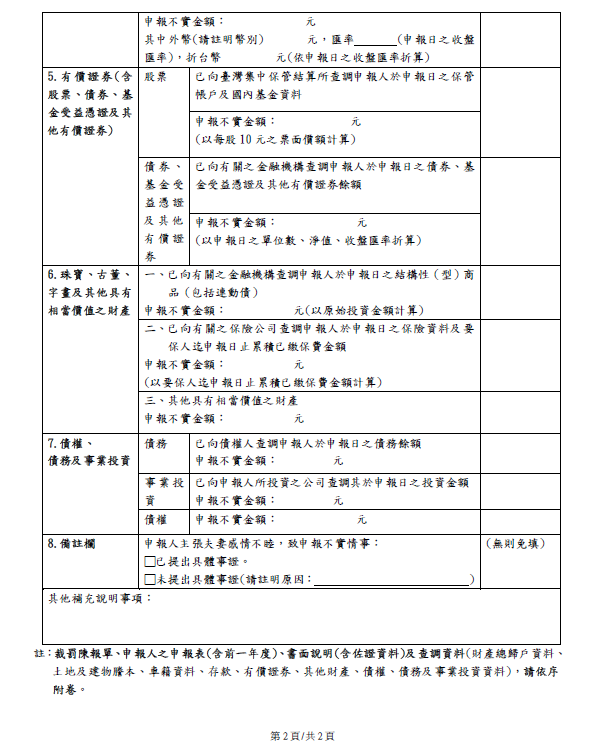 申報不實金額：　　　　　　元
其中外幣(請註明幣別)　　　　元，匯率______(申報日之收盤
匯率)，折台幣　　　　　元(依申報日之收盤匯率折算)
5.有價證券(含
股票、債券、基
金受益憑證及其
他有價證券)
股票
已向臺灣集中保管結算所查調申報人於申報日之保管
帳戶及國內基金資料
申報不實金額：　　　　　　元
(以每股10元之票面價額計算)
債券、
基金受
益憑證
及其他
有價證
券
已向有關之金融機構查調申報人於申報日之債券、基
金受益憑證及其他有價證券餘額
申報不實金額：　　　　　　元
(以申報日之單位數、淨值、收盤匯率折算)
6.珠寶、古董、
字畫及其他具有
相當價值之財產
一、已向有關之金融機構查調申報人於申報日之結構性（型）商
品（包括連動債）
申報不實金額：　　　　　　元(以原始投資金額計算)
二、已向有關之保險公司查調申報人於申報日之保險資料及要
保人迄申報日止累積已繳保費金額
申報不實金額：　　　　　　元
(以要保人迄申報日止累積已繳保費金額計算)
三、其他具有相當價值之財產
申報不實金額：　　　　　　元
7.債權、
債務及事業投資
債務
已向債權人查調申報人於申報日之債務餘額
申報不實金額：　　　　　元
事業投
資
已向申報人所投資之公司查調其於申報日之投資金額
申報不實金額：　　　　　元
債權
申報不實金額：　　　　　　　元
8.備註欄
申報人主張夫妻感情不睦，致申報不實情事：
□已提出具體事證。
□未提出具體事證(請註明原因：______________________)
(無則免填)
其他補充說明事項：
註：裁罰陳報單、申報人之申報表(含前一年度)、書面說明(含佐證資料)及查調資料(財產總歸戶資料、
土地及建物謄本、車籍資料、存款、有價證券、其他財產、債權、債務及事業投資資料)，請依序
附卷。
第2頁/共2頁